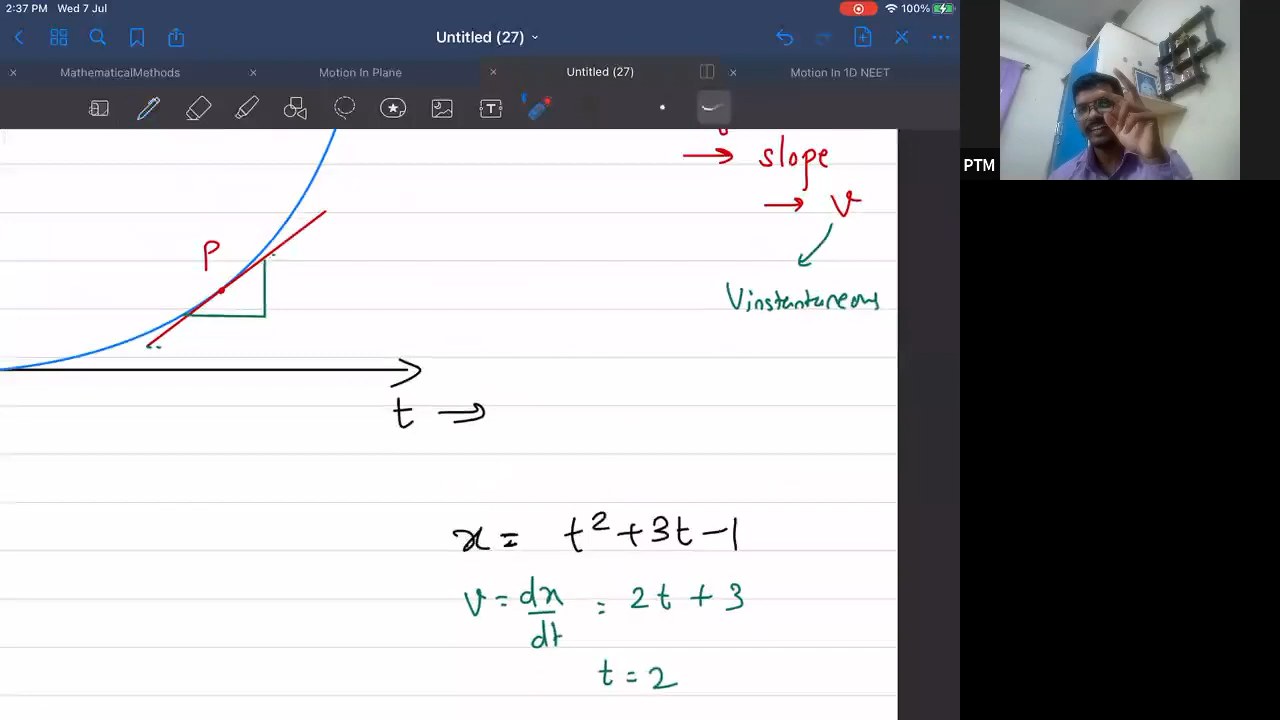 2:37 PM Wed 7 Jul
100%
Untitled (27)
MathematicalMethods
Motion In Plane
Untitled (27)
Motion In 1D NEET
PTM
→ slope
→ v
Vinstantaneous
P
t →
x = t² + 3t - 1
v = dx/dt = 2t + 3
t = 2